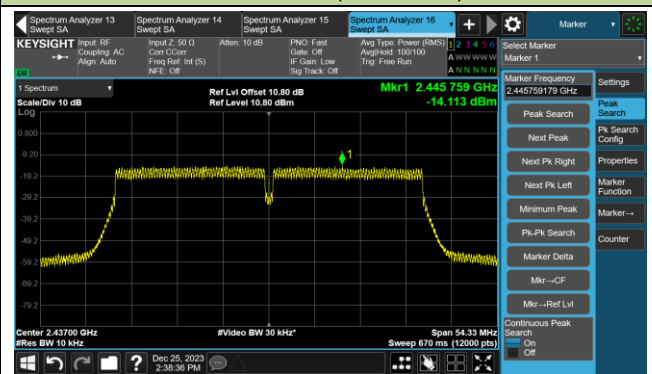 Spectrum Analyzer 13
Swept SA
Spectrum Analyzer 14
Swept SA
Spectrum Analyzer 15
Swept SA
Spectrum Analyzer 16
Swept SA
Marker
KEYSIGHT
Input: RF
Coupling: AC
Align: Auto
Input Z: 50 Ω
Corr CCorr
Freq Ref: Int (S)
NFE: Off
Atten: 10 dB
PNO: Fast
Gate: Off
IF Gain: Low
Sig Track: Off
Avg Type: Power (RMS)
Avg|Hold: 100/100
Trig: Free Run
1 2 3 4 5 6
A W W W W W
A N N N N N
LXI
Select Marker
Marker 1
Marker Frequency
2.445759179 GHz
Settings
Peak Search
Peak
Search
Next Peak
Pk Search
Config
Next Pk Right
Properties
Next Pk Left
Marker
Function
Minimum Peak
Marker→
Pk-Pk Search
Counter
Marker Delta
Mkr→CF
Mkr→Ref Lvl
Continuous Peak
Search
On
Off
1 Spectrum
Scale/Div 10 dB
Log
Ref Lvl Offset 10.80 dB
Ref Level 10.80 dBm
Mkr1 2.445 759 GHz
-14.113 dBm
0.800
-9.20
-19.2
-29.2
-39.2
-49.2
-59.2
-69.2
-79.2
1
Center 2.43700 GHz
#Res BW 10 kHz
#Video BW 30 kHz*
Span 54.33 MHz
Sweep 670 ms (12000 pts)
Dec 25, 2023
2:38:36 PM